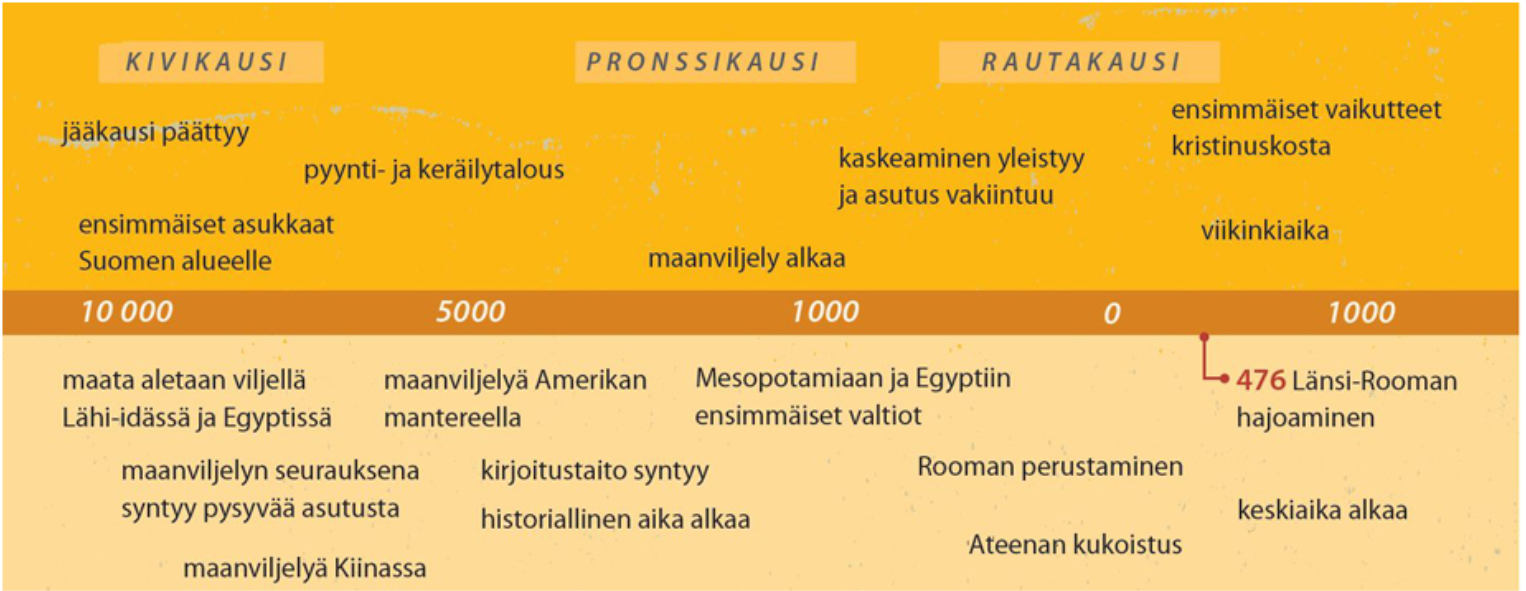 KIVIKAUSI
PRONSSIKAUSI
RAUTAKAUSI
jääkausi päättyy
pyynti- ja keräilytalous
ensimmäiset asukkaat
Suomen alueelle
maanviljely alkaa
kaskeaminen yleistyy
ja asutus vakiintuu
ensimmäiset vaikutteet
kristinuskosta
viikinkiaika
10 000
5000
1000
0
1000
maata aletaan viljellä
Lähi-idässä ja Egyptissä
maanviljelyn seurauksena
syntyy pysyvää asutusta
maanviljelyä Kiinassa
maanviljelyä Amerikan
mantereella
kirjoitustaito syntyy
historiallinen aika alkaa
Mesopotamiaan ja Egyptiin
ensimmäiset valtiot
Rooman perustaminen
Ateenan kukoistus
476 Länsi-Rooman
hajoaminen
keskiaika alkaa